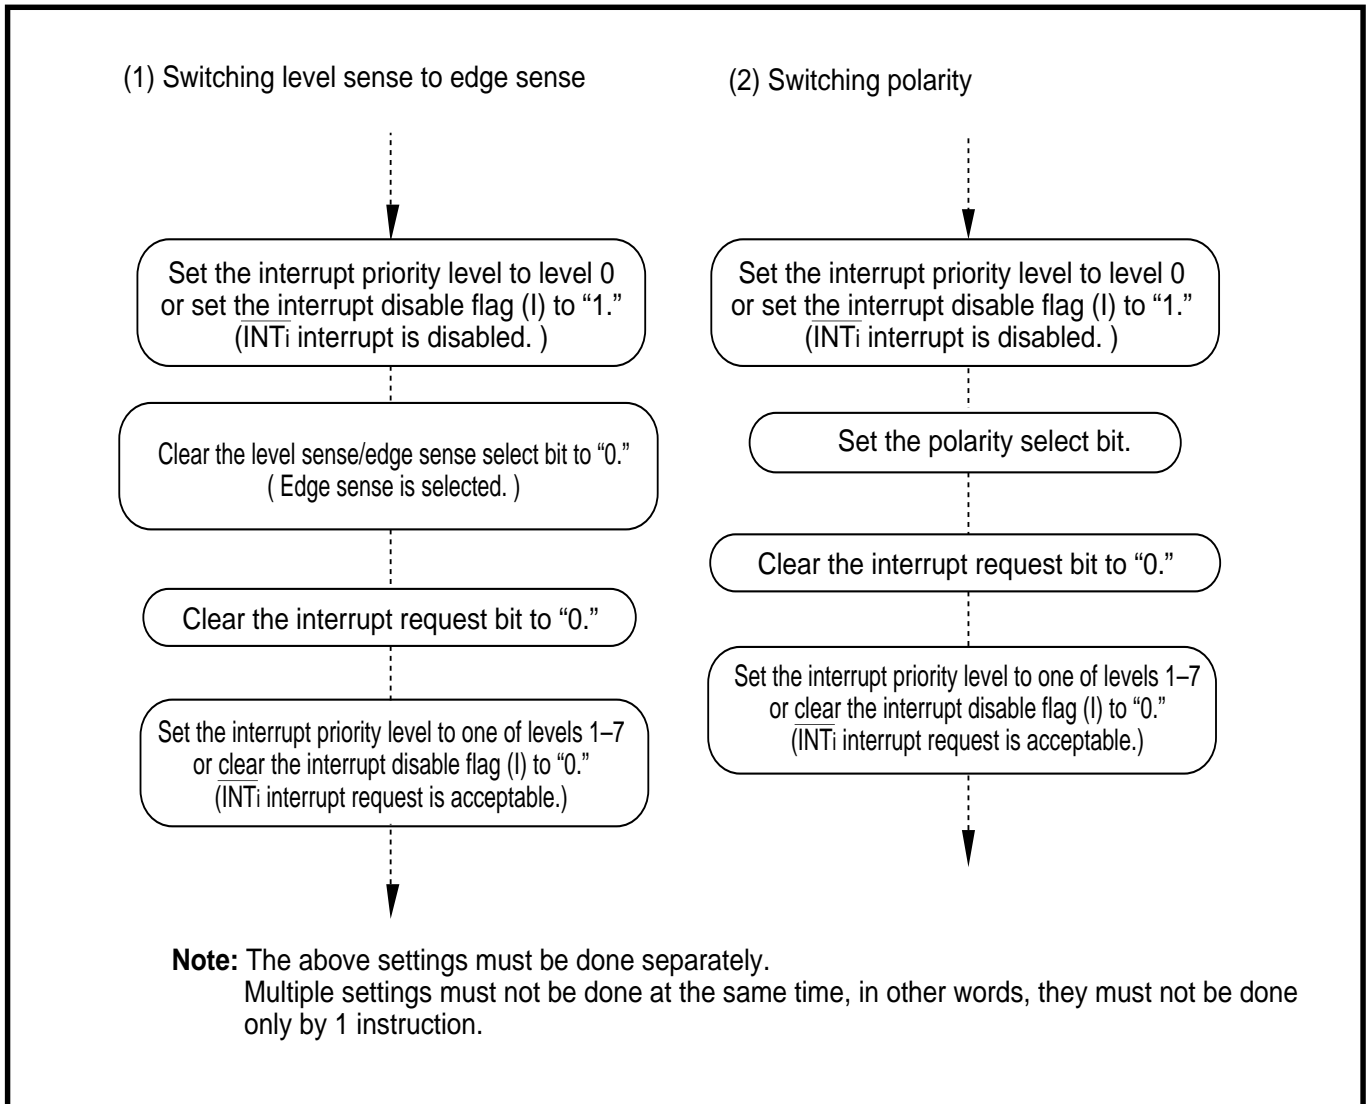 (1) Switching level sense to edge sense
Set the interrupt priority level to level 0
or set the interrupt disable flag (I) to “1.”
(INTi interrupt is disabled. )
Clear the level sense/edge sense select bit to “0.”
( Edge sense is selected. )
Clear the interrupt request bit to “0.”
Set the interrupt priority level to one of levels 1–7
or clear the interrupt disable flag (I) to “0.”
(INTi interrupt request is acceptable.)
(2) Switching polarity
Set the interrupt priority level to level 0
or set the interrupt disable flag (I) to “1.”
(INTi interrupt is disabled. )
Set the polarity select bit.
Clear the interrupt request bit to “0.”
Set the interrupt priority level to one of levels 1–7
or clear the interrupt disable flag (I) to “0.”
(INTi interrupt request is acceptable.)
Note: The above settings must be done separately.
Multiple settings must not be done at the same time, in other words, they must not be done
only by 1 instruction.